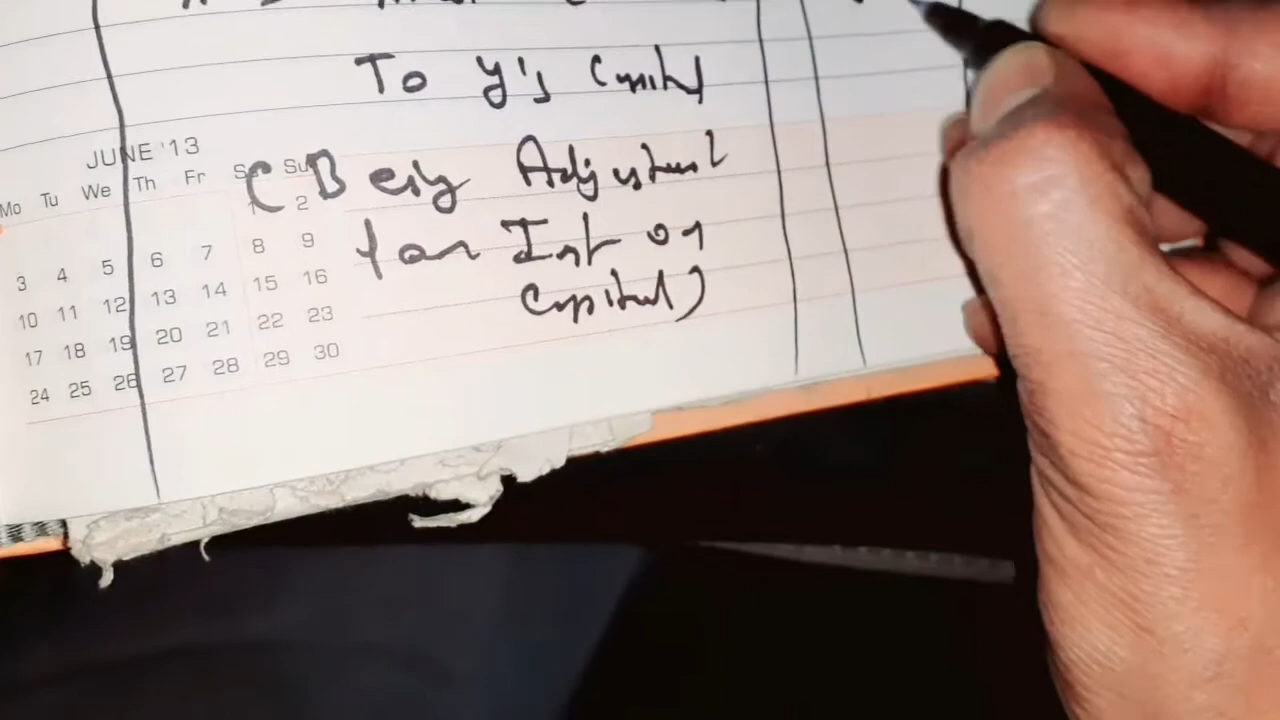 To Y's Capital
(Being Adjustment
for Int on
capital)
JUNE '13
Mo Tu We Th Fr Su
1 2
3 4 5 6 7 8 9
10 11 12 13 14 15 16
17 18 19 20 21 22 23
24 25 26 27 28 29 30